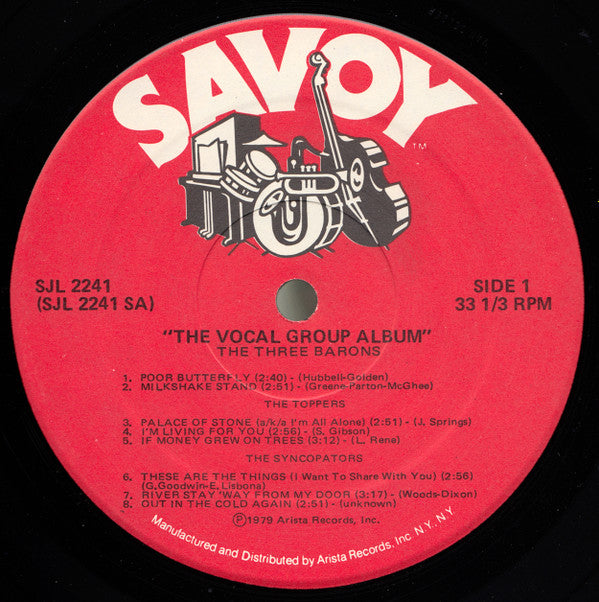 SAVOY
TM
SJL 2241
(SJL 2241 SA)
SIDE 1
33 1/3 RPM
"THE VOCAL GROUP ALBUM"
THE THREE BARONS
1. POOR BUTTERFLY (2:40) - (Hubbell-Golden)
2. MILKSHAKE STAND (2:51) - (Greene-Parton-McGhee)
THE TOPPERS
3. PALACE OF STONE (a/k/a I'm All Alone) (2:51) - (J. Springs)
4. I'M LIVING FOR YOU (2:56) - (S. Gibson)
5. IF MONEY GREW ON TREES (3:12) - (L. Rene)
THE SYNCOPATORS
6. THESE ARE THE THINGS (I Want To Share With You) (2:56)
(G.Goodwin-E. Lisbona)
7. RIVER STAY 'WAY FROM MY DOOR (3:17) - (Woods-Dixon)
8. OUT IN THE COLD AGAIN (2:51) - (unknown)
Ⓟ1979 Arista Records, Inc.
Manufactured and Distributed by Arista Records, Inc N.Y. N.Y